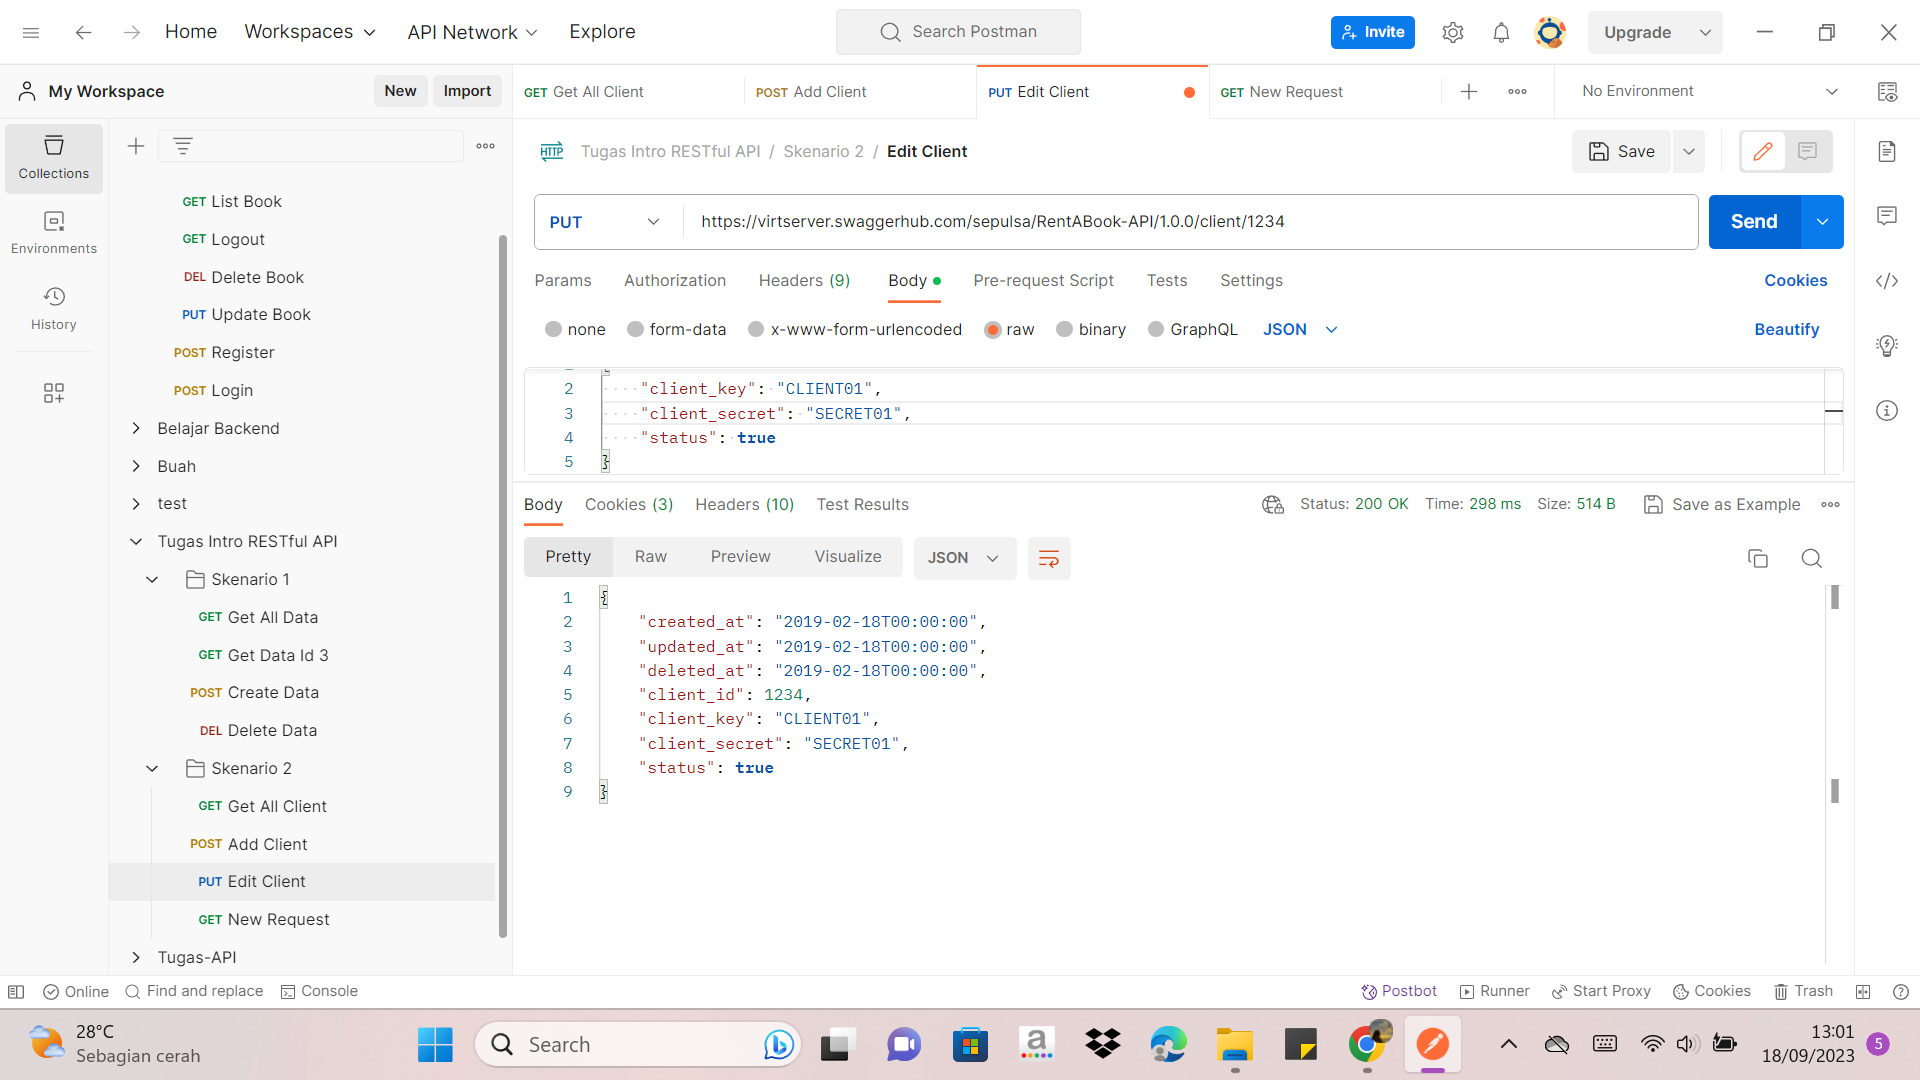 Home Workspaces API Network Explore Search Postman Invite Upgrade
My Workspace New Import
GET Get All Client POST Add Client PUT Edit Client GET New Request No Environment
Collections
Environments
History
GET List Book
GET Logout
DEL Delete Book
PUT Update Book
POST Register
POST Login
Belajar Backend
Buah
test
Tugas Intro RESTful API
Skenario 1
GET Get All Data
GET Get Data Id 3
POST Create Data
DEL Delete Data
Skenario 2
GET Get All Client
POST Add Client
PUT Edit Client
GET New Request
Tugas-API
HTTP Tugas Intro RESTful API / Skenario 2 / Edit Client Save
PUT https://virtserver.swaggerhub.com/sepulsa/RentABook-API/1.0.0/client/1234 Send
Params Authorization Headers (9) Body Pre-request Script Tests Settings Cookies
none form-data x-www-form-urlencoded raw binary GraphQL JSON Beautify
2 "client_key": "CLIENT01",
3 "client_secret": "SECRET01",
4 "status": true
5 }
Body Cookies (3) Headers (10) Test Results Status: 200 OK Time: 298 ms Size: 514 B Save as Example
Pretty Raw Preview Visualize JSON
1 {
2 "created_at": "2019-02-18T00:00:00",
3 "updated_at": "2019-02-18T00:00:00",
4 "deleted_at": "2019-02-18T00:00:00",
5 "client_id": 1234,
6 "client_key": "CLIENT01",
7 "client_secret": "SECRET01",
8 "status": true
9 }
Online Find and replace Console Postbot Runner Start Proxy Cookies Trash
28°C
Sebagian cerah
Search
a
13:01
18/09/2023
5